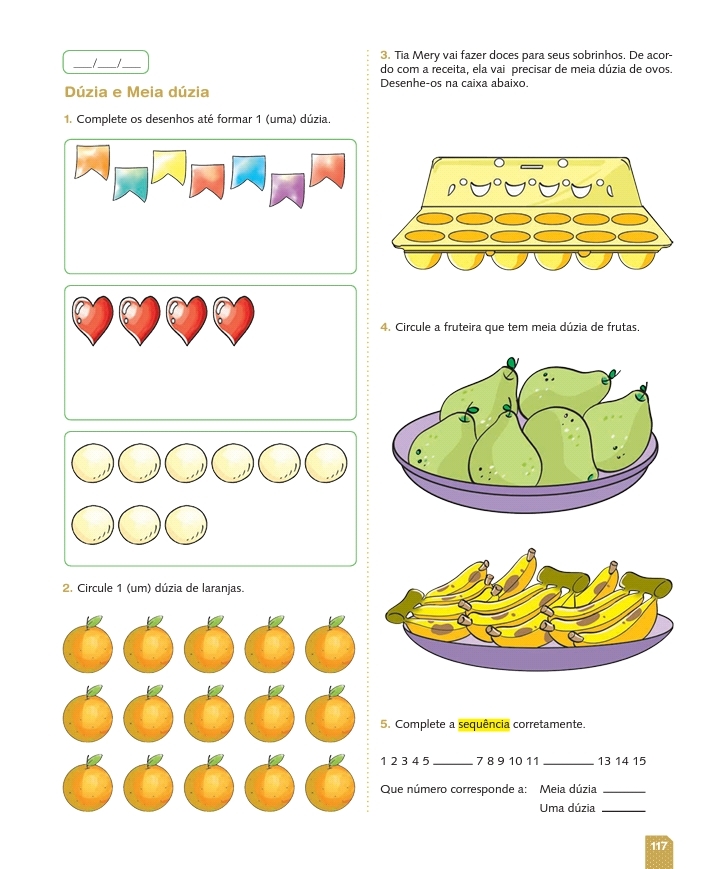 ___/___/___
Dúzia e Meia dúzia
1. Complete os desenhos até formar 1 (uma) dúzia.
2. Circule 1 (um) dúzia de laranjas.
3. Tia Mery vai fazer doces para seus sobrinhos. De acor-
do com a receita, ela vai precisar de meia dúzia de ovos.
Desenhe-os na caixa abaixo.
4. Circule a fruteira que tem meia dúzia de frutas.
5. Complete a sequência corretamente.
1 2 3 4 5 ______ 7 8 9 10 11 ________ 13 14 15
Que número corresponde a: Meia dúzia ______
Uma dúzia ______
117